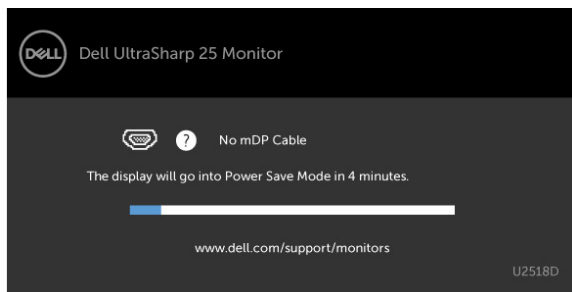 DELL
Dell UltraSharp 25 Monitor
? No mDP Cable
The display will go into Power Save Mode in 4 minutes.
www.dell.com/support/monitors
U2518D